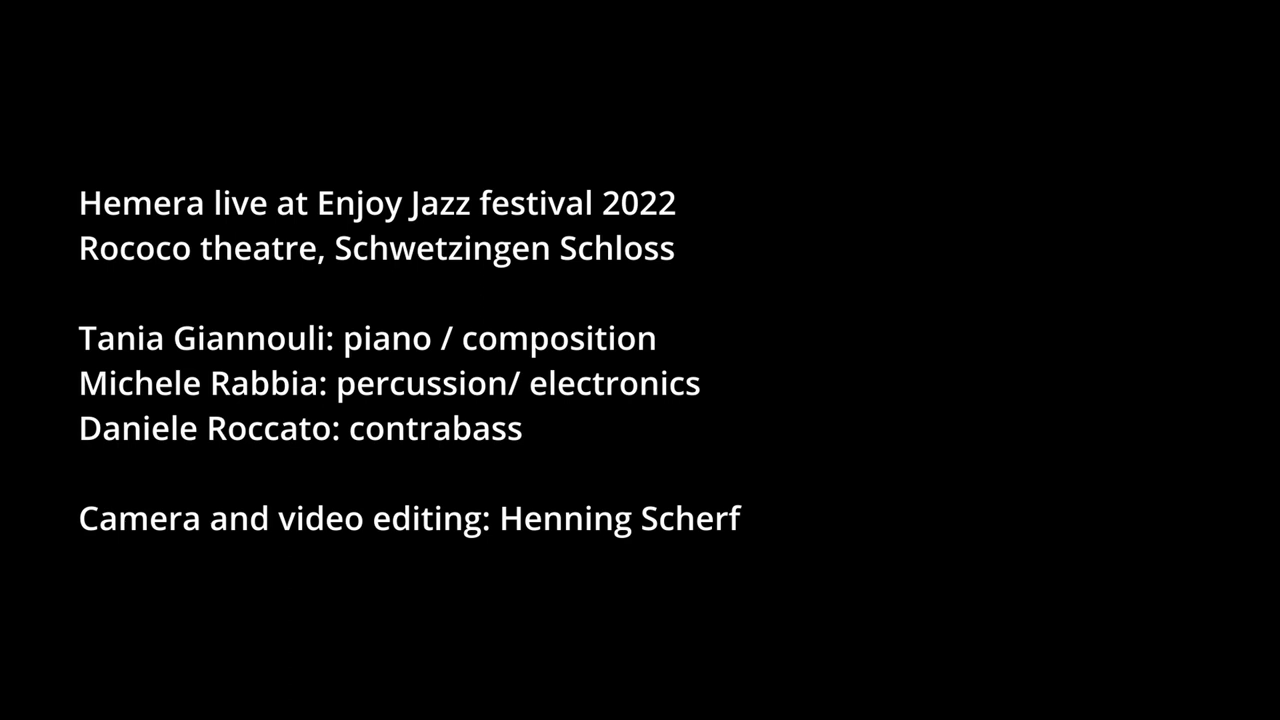 Hemera live at Enjoy Jazz festival 2022
Rococo theatre, Schwetzingen Schloss
Tania Giannouli: piano / composition
Michele Rabbia: percussion/ electronics
Daniele Roccato: contrabass
Camera and video editing: Henning Scherf